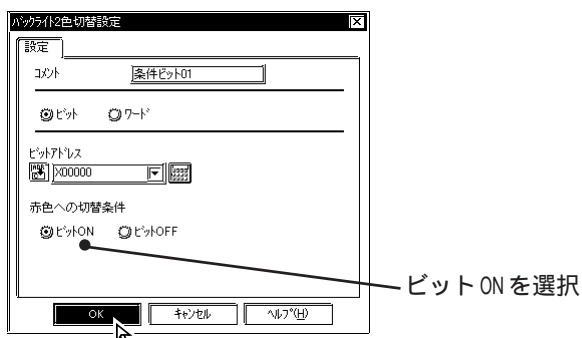 ﾊﾞｯｸﾗｲﾄ2色切替設定
設定
ｺﾒﾝﾄ 条件ﾋﾞｯﾄ01
ﾋﾞｯﾄ ﾜｰﾄﾞ
ﾋﾞｯﾄｱﾄﾞﾚｽ
X00000
赤色への切替条件
ﾋﾞｯﾄON ﾋﾞｯﾄOFF
ビットONを選択
OK ｷｬﾝｾﾙ ﾍﾙﾌﾟ(H)